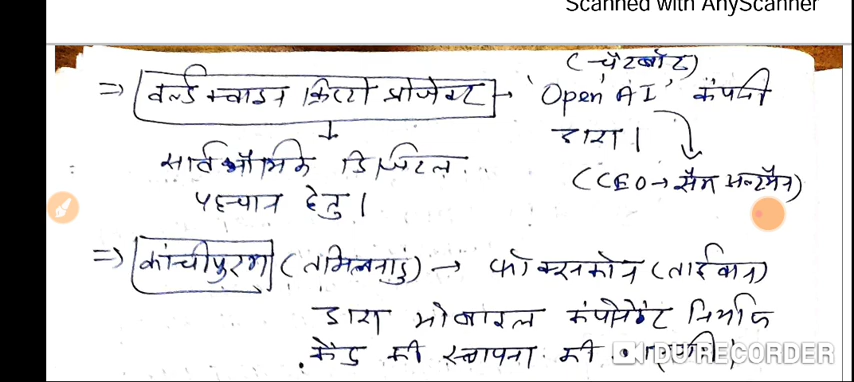 Scanned with AnyScanner
(चैटबॉट)
⇒ वर्ल्ड क्वाइन क्रिप्टो प्रोजेक्ट → 'Open AI' कंपनी
द्वारा।
↓
सार्वभौमिक डिजिटल
(CEO → सैम अल्टमैन)
पहचान हेतु।
⇒ कांचीपुरम (तमिलनाडु) → फॉक्सकॉन (ताईवान)
द्वारा मोबाइल कंपोनेंट निर्माण
की स्थापना की
DU RECORDER